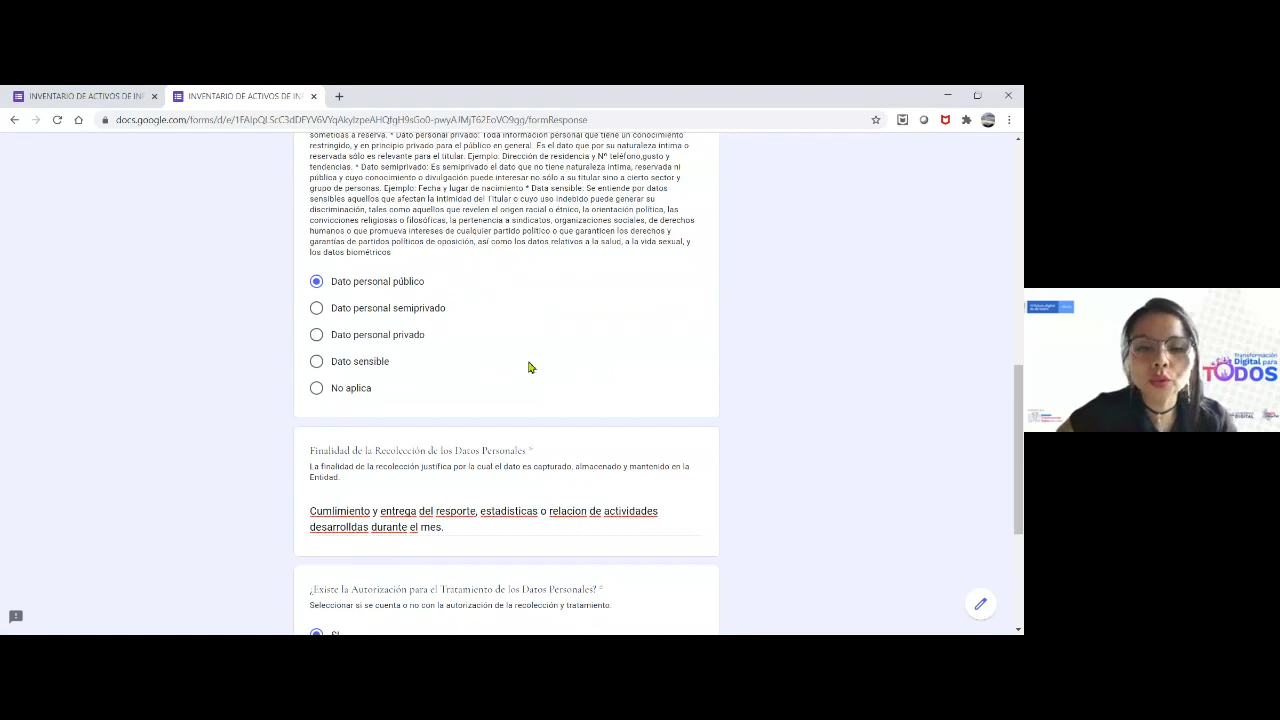 INVENTARIO DE ACTIVOS DE INF
INVENTARIO DE ACTIVOS DE INF
docs.google.com/forms/d/e/
/formResponse
sometidas a reserva. * Dato personal privado: Toda información personal que tiene un conocimiento
restringido, y en principio privado para el público en general. Es el dato que por su naturaleza íntima o
reservada sólo es relevante para el titular. Ejemplo: Dirección de residencia y Nº teléfono,gusto y
tendencias. * Dato semiprivado: Es semiprivado el dato que no tiene naturaleza íntima, reservada ni
pública y cuyo conocimiento o divulgación puede interesar no sólo a su titular sino a cierto sector y
grupo de personas. Ejemplo: Fecha y lugar de nacimiento * Data sensible: Se entiende por datos
sensibles aquellos que afectan la intimidad del Titular o cuyo uso indebido puede generar su
discriminación, tales como aquellos que revelen el origen racial o étnico, la orientación política, las
convicciones religiosas o filosóficas, la pertenencia a sindicatos, organizaciones sociales, de derechos
humanos o que promueva intereses de cualquier partido político o que garanticen los derechos y
garantías de partidos políticos de oposición, así como los datos relativos a la salud, a la vida sexual, y
los datos biométricos
Dato personal público
Dato personal semiprivado
Dato personal privado
Dato sensible
No aplica
Finalidad de la Recolección de los Datos Personales *
La finalidad de la recolección justifica por la cual el dato es capturado, almacenado y mantenido en la
Entidad.
Cumlimiento y entrega del resporte, estadisticas o relacion de actividades
desarrolldas durante el mes.
¿Existe la Autorización para el Tratamiento de los Datos Personales? *
Seleccionar si se cuenta o no con la autorización de la recolección y tratamiento.
SI
Transformación
Digital para
TODOS